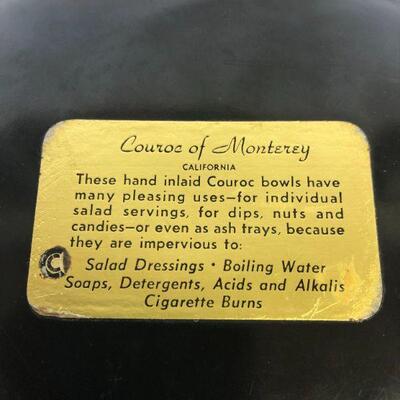 Couroc of Monterey
CALIFORNIA
These hand inlaid Couroc bowls have
many pleasing uses—for individual
salad servings, for dips, nuts and
candies—or even as ash trays, because
they are impervious to:
C
Salad Dressings • Boiling Water
Soaps, Detergents, Acids and Alkalis
Cigarette Burns